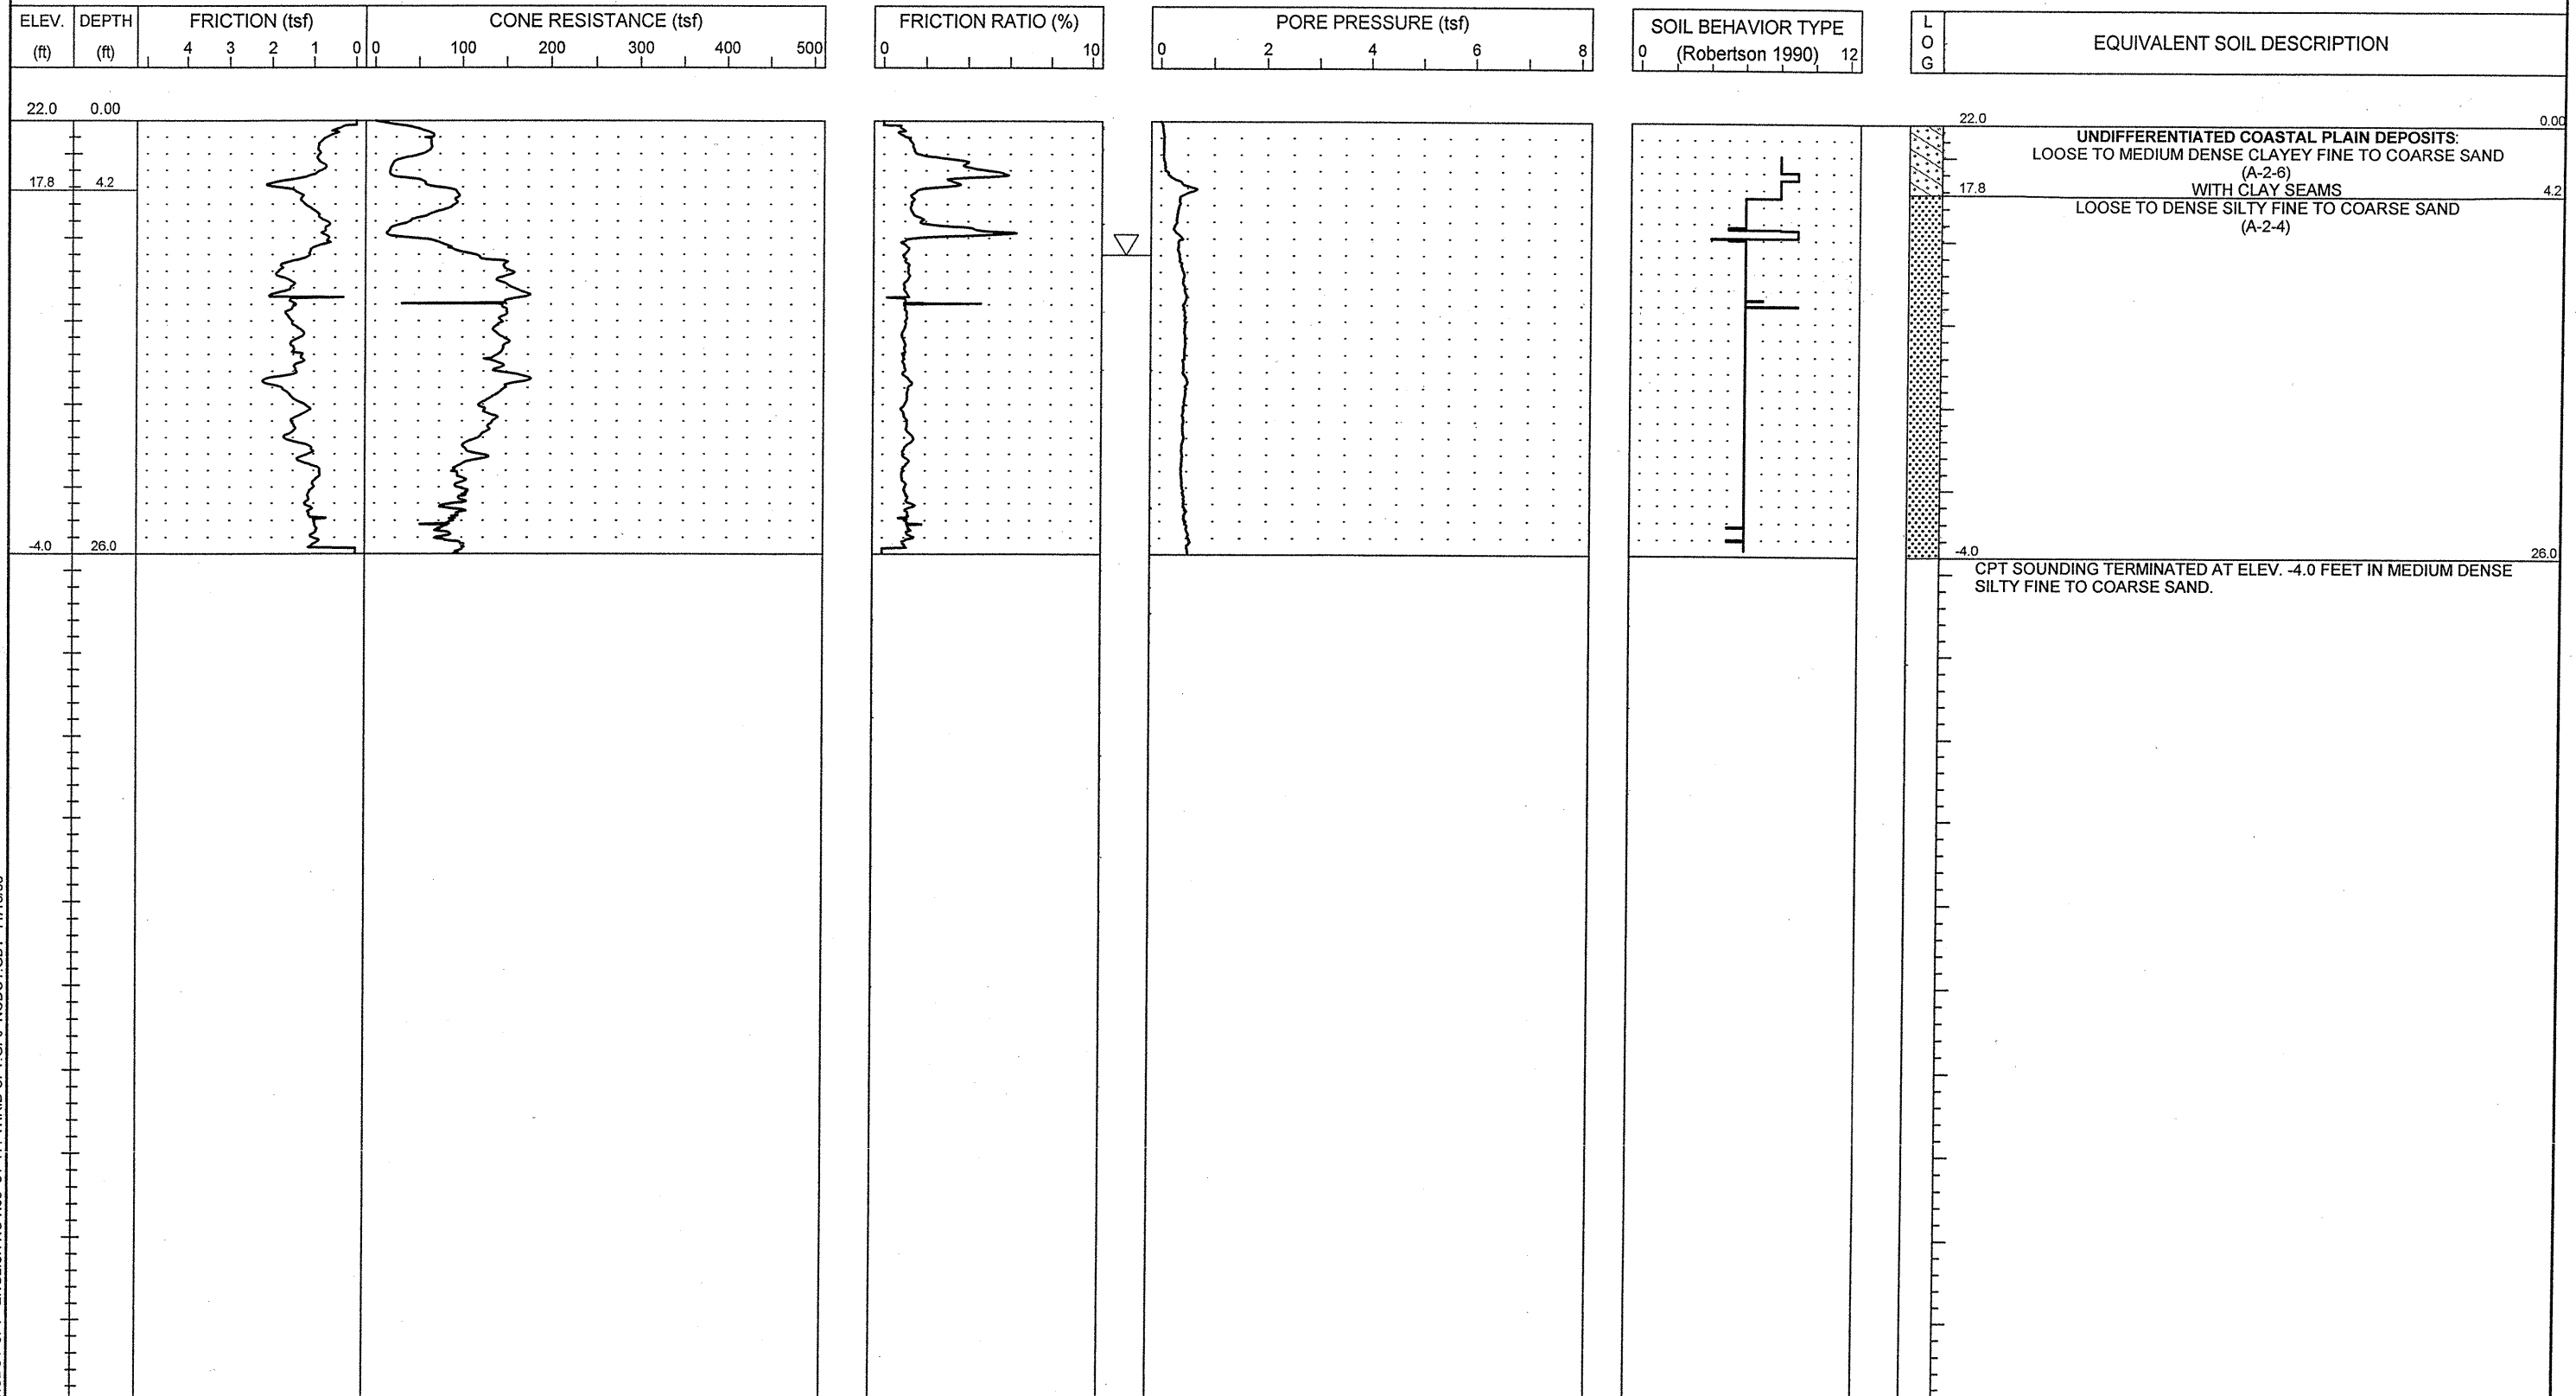 ELEV.
(ft)
DEPTH
(ft)
FRICTION (tsf)
4 3 2 1 0
CONE RESISTANCE (tsf)
0 100 200 300 400 500
FRICTION RATIO (%)
0 10
PORE PRESSURE (tsf)
0 2 4 6 8
SOIL BEHAVIOR TYPE
0 (Robertson 1990) 12
L
O
G
EQUIVALENT SOIL DESCRIPTION
22.0 0.00
22.0 0.00
UNDIFFERENTIATED COASTAL PLAIN DEPOSITS:
LOOSE TO MEDIUM DENSE CLAYEY FINE TO COARSE SAND
(A-2-6)
17.8 4.2
17.8 WITH CLAY SEAMS 4.2
LOOSE TO DENSE SILTY FINE TO COARSE SAND
(A-2-4)
-4.0 26.0
-4.0 26.0
CPT SOUNDING TERMINATED AT ELEV. -4.0 FEET IN MEDIUM DENSE
SILTY FINE TO COARSE SAND.